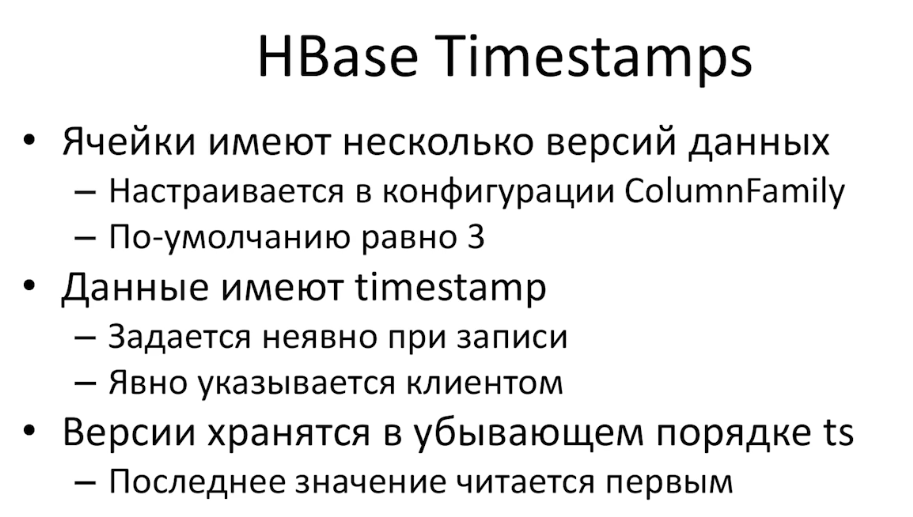 HBase Timestamps
• Ячейки имеют несколько версий данных
– Настраивается в конфигурации ColumnFamily
– По-умолчанию равно 3
• Данные имеют timestamp
– Задается неявно при записи
– Явно указывается клиентом
• Версии хранятся в убывающем порядке ts
– Последнее значение читается первым